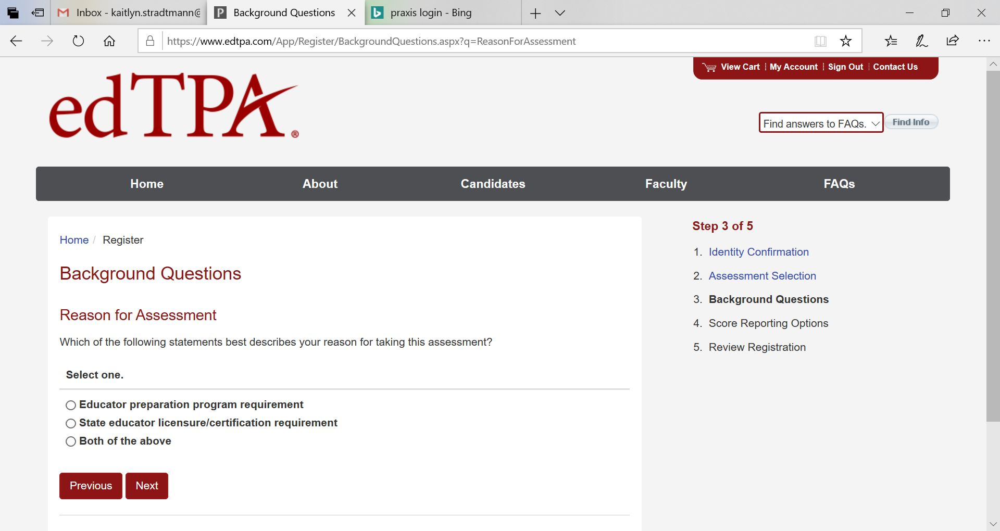 Inbox - kaitlyn.stradtmann@
Background Questions
praxis login - Bing
https://www.edtpa.com/App/Register/BackgroundQuestions.aspx?q=ReasonForAssessment
View Cart
My Account
Sign Out
Contact Us
edTPA®
Find answers to FAQs.
Find Info
Home
About
Candidates
Faculty
FAQs
Home / Register
Background Questions
Reason for Assessment
Which of the following statements best describes your reason for taking this assessment?
Select one.
Educator preparation program requirement
State educator licensure/certification requirement
Both of the above
Previous
Next
Step 3 of 5
1. Identity Confirmation
2. Assessment Selection
3. Background Questions
4. Score Reporting Options
5. Review Registration